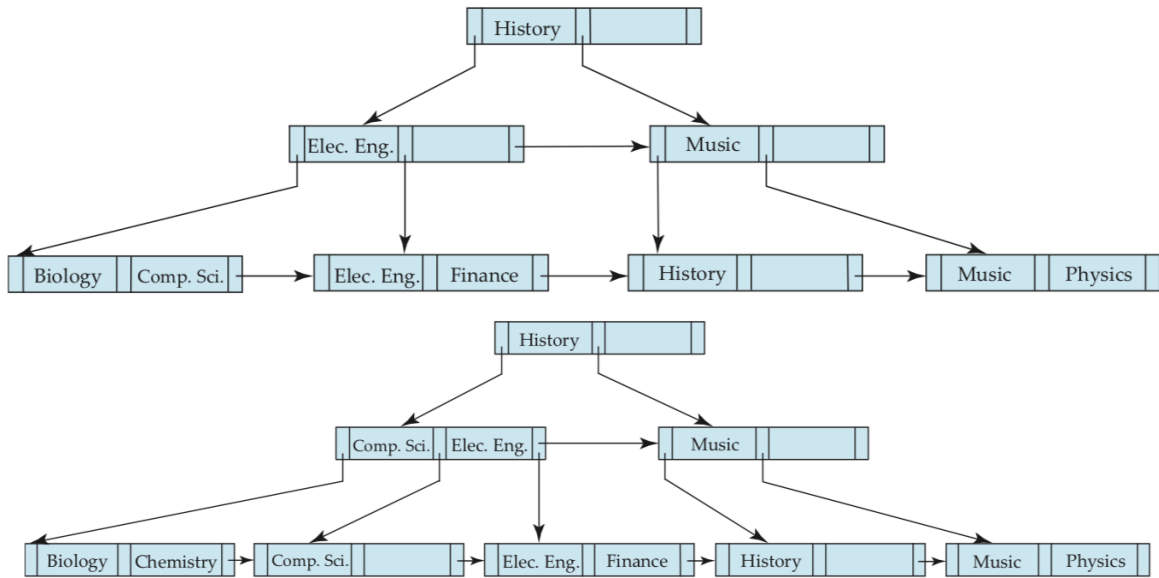 History
Elec. Eng. Music
Biology Comp. Sci. Elec. Eng. Finance History Music Physics
History
Comp. Sci. Elec. Eng. Music
Biology Chemistry Comp. Sci. Elec. Eng. Finance History Music Physics